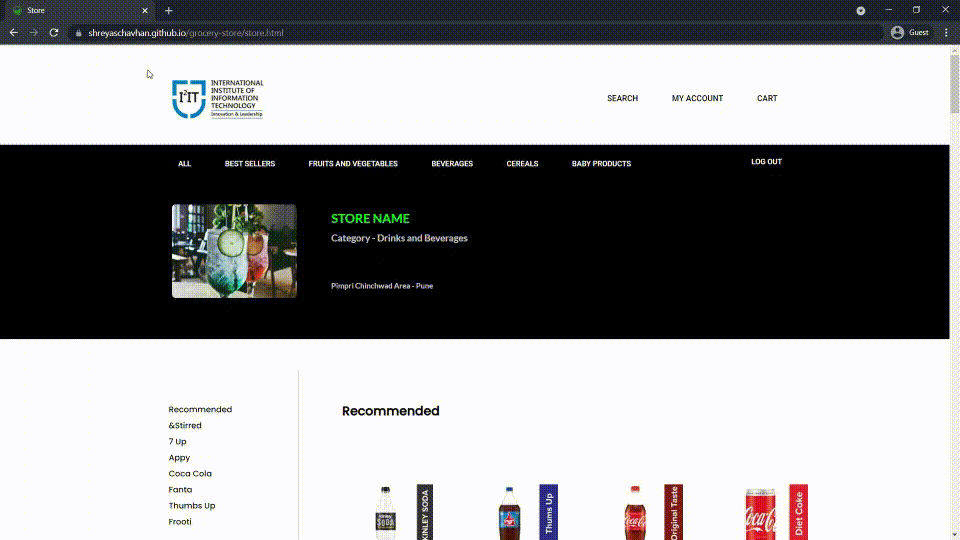 Store
shreyaschavhan.github.io/grocery-store/store.html
Guest
I²IT
INTERNATIONAL
INSTITUTE OF
INFORMATION
TECHNOLOGY
Innovation & Leadership
SEARCH MY ACCOUNT CART
ALL BEST SELLERS FRUITS AND VEGETABLES BEVERAGES CEREALS BABY PRODUCTS LOG OUT
STORE NAME
Category - Drinks and Beverages
Pimpri Chinchwad Area - Pune
Recommended
&Stirred
7 Up
Appy
Coca Cola
Fanta
Thumbs Up
Frooti
Recommended
SODA
KINLEY SODA
Thums Up
Original Taste
Coca-Cola
Diet Coke